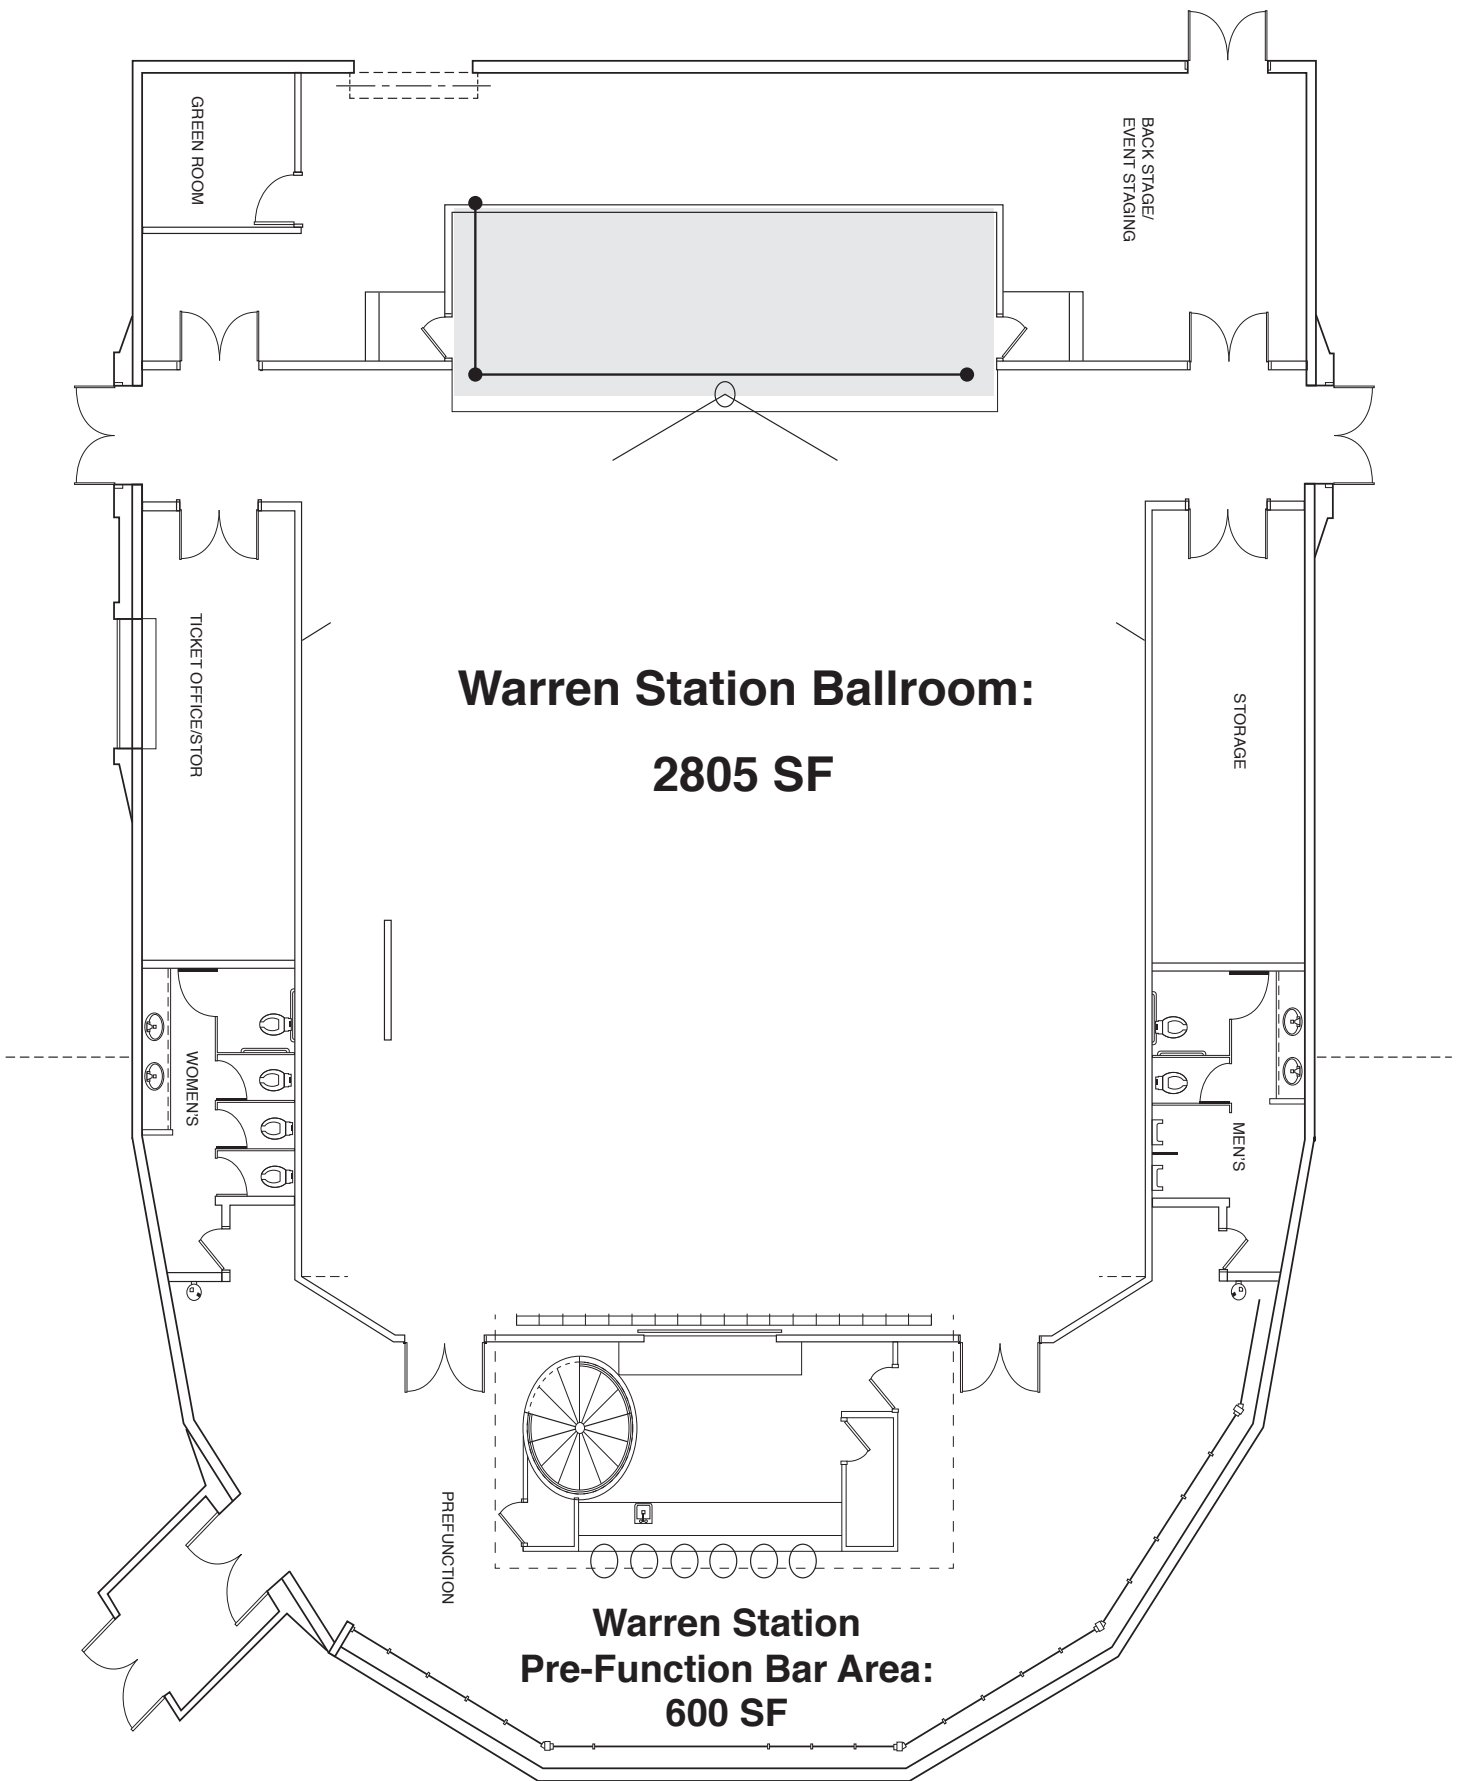 GREEN ROOM
BACK STAGE/
EVENT STAGING
TICKET OFFICE/STOR
Warren Station Ballroom:
2805 SF
STORAGE
WOMEN'S
MEN'S
PREFUNCTION
Warren Station
Pre-Function Bar Area:
600 SF